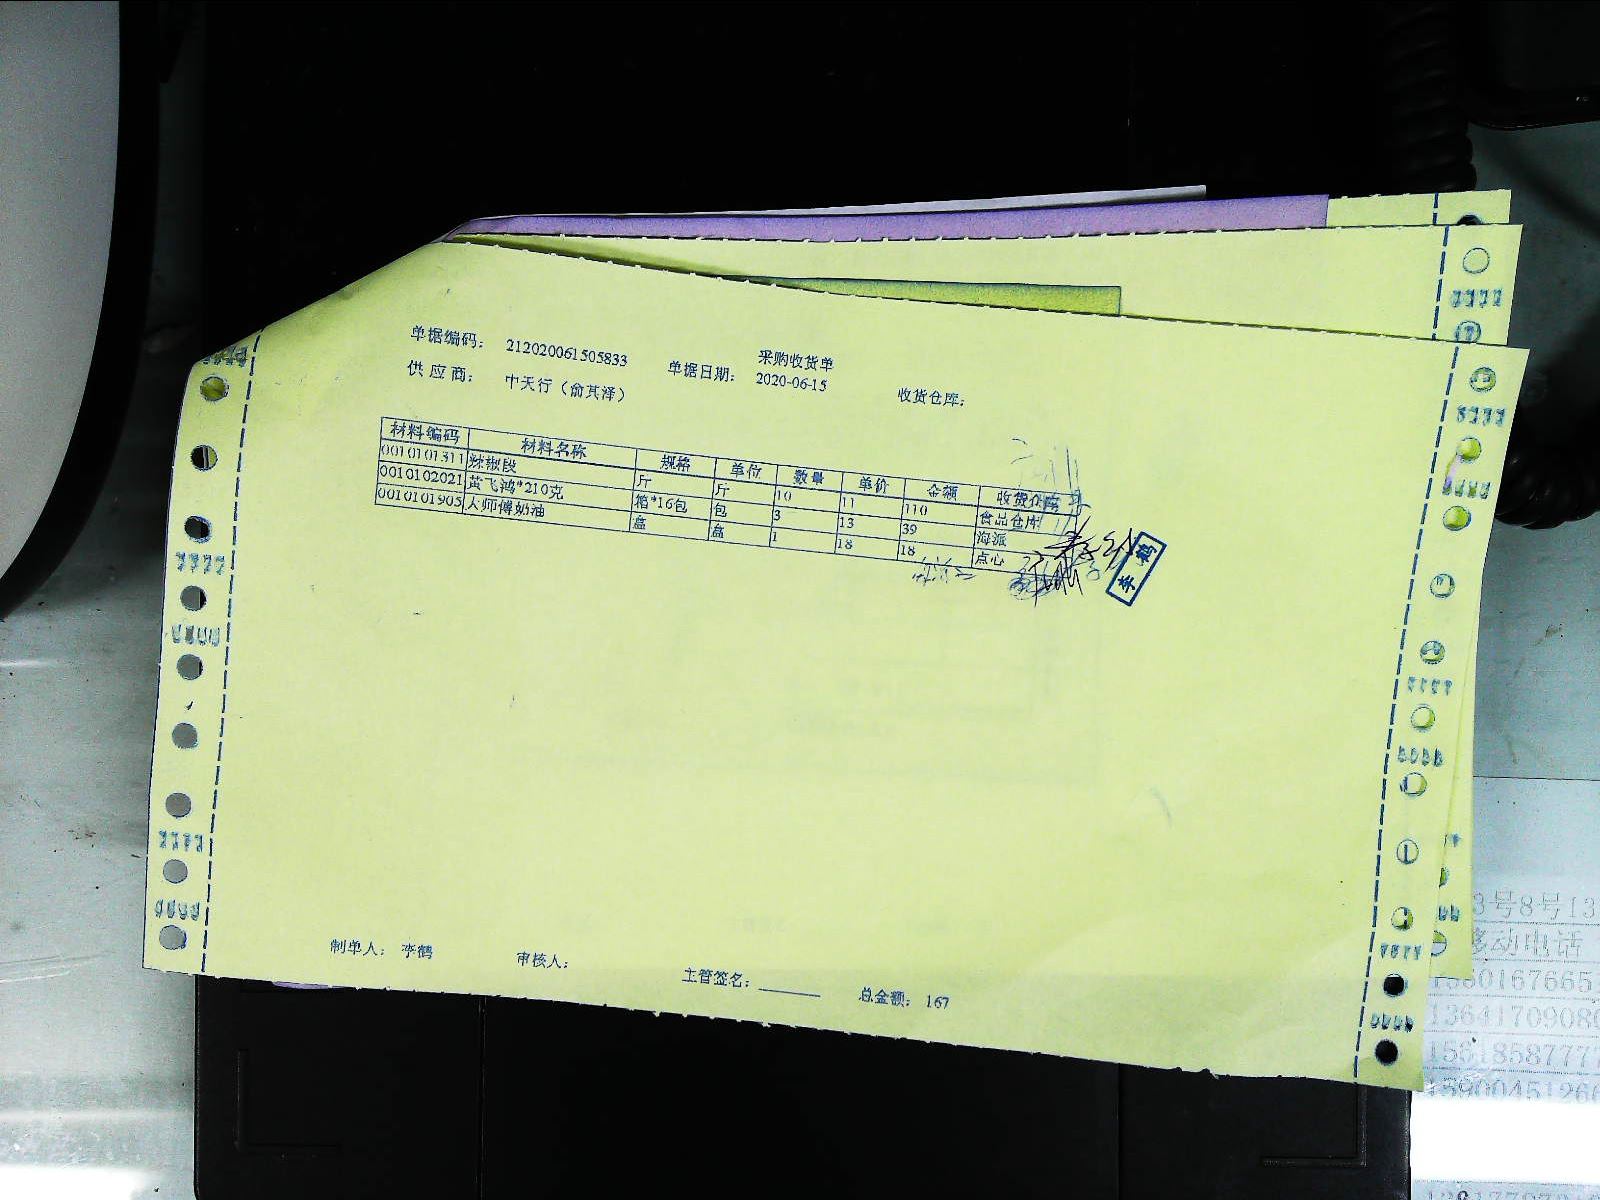 采购收货单
单据编码: 212020061505833 单据日期: 2020-06-15 收货仓库:
供应商: 中天行（俞其泽）
材料编码 材料名称 规格 单位 数量 单价 金额 收货仓库
0010101311 辣椒段 斤 斤 10 11 110 食品仓库
0010102021 黄飞鸿*210克 箱*16包 包 3 13 39 海派
0010101905 大师傅奶油 盒 盒 1 18 18 点心
李鹤
制单人: 李鹤 审核人: 主管签名:______ 总金额: 167
3号8号13
移动电话
13641709080